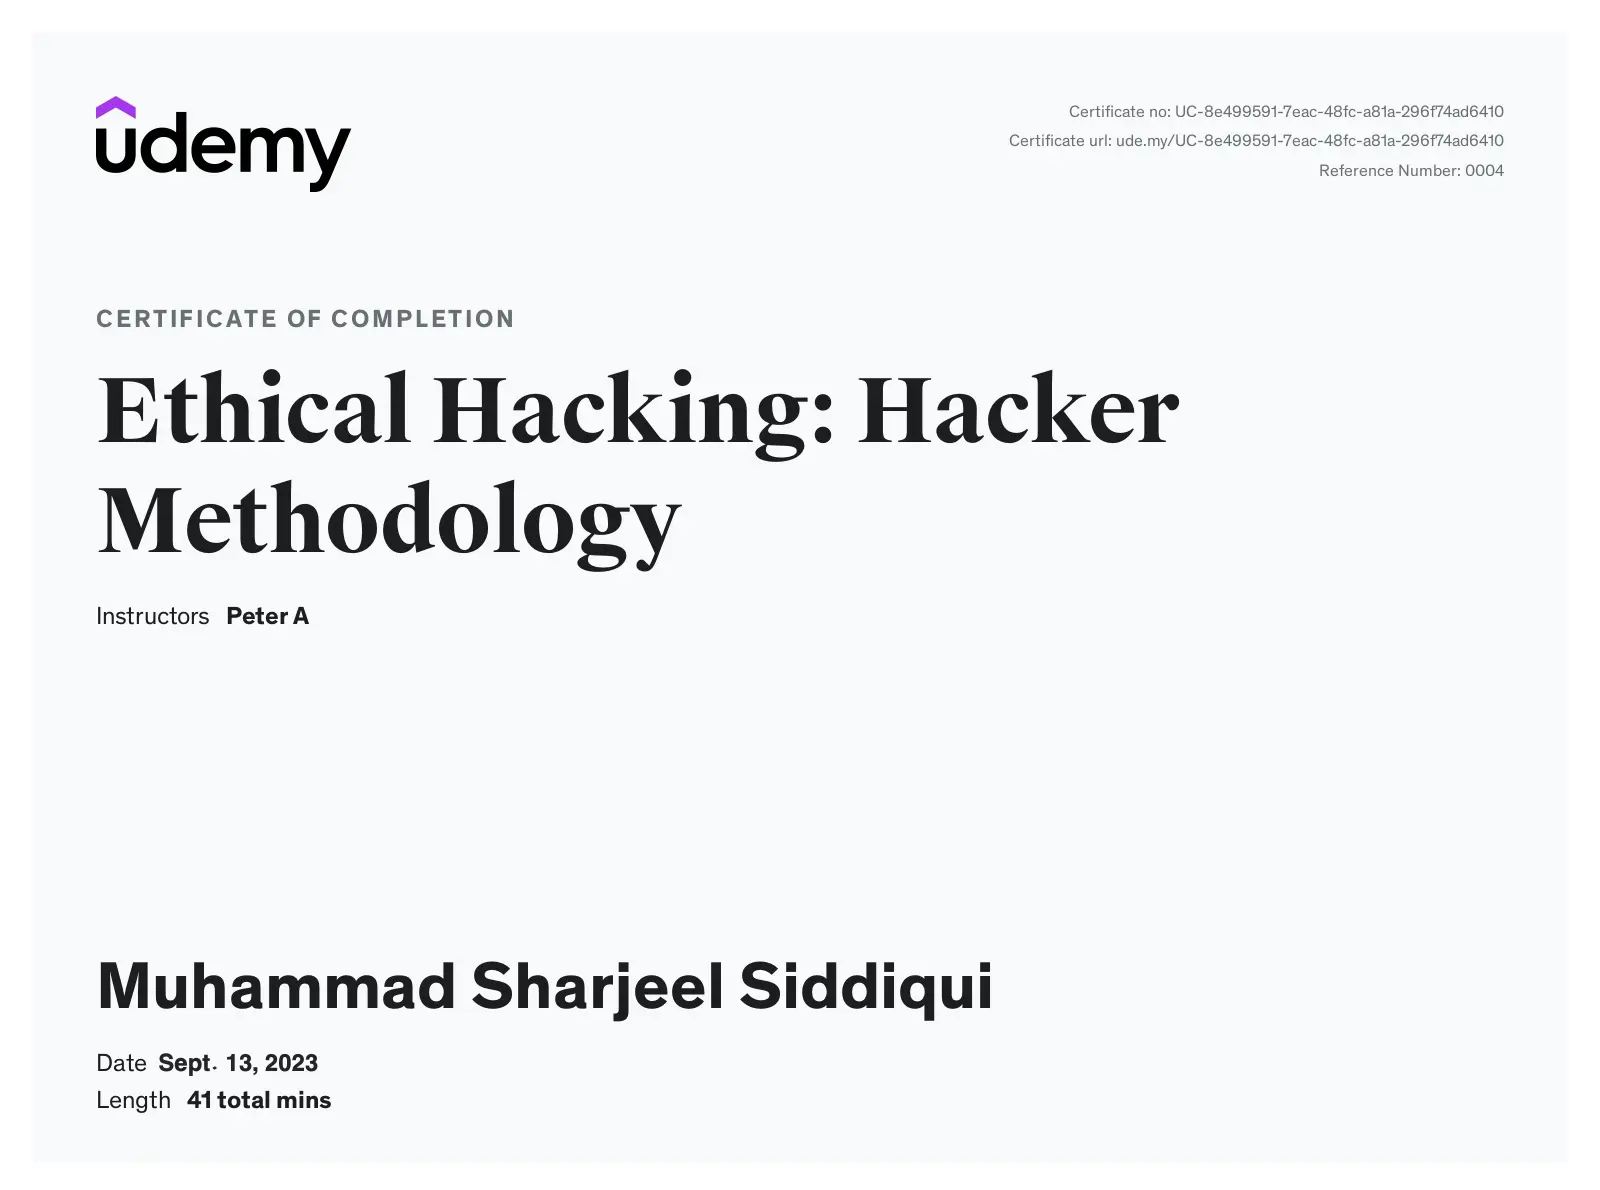 udemy
Certificate no: UC-8e499591-7eac-48fc-a81a-296f74ad6410
Certificate url: ude.my/UC-8e499591-7eac-48fc-a81a-296f74ad6410
Reference Number: 0004
CERTIFICATE OF COMPLETION
Ethical Hacking: Hacker
Methodology
Instructors Peter A
Muhammad Sharjeel Siddiqui
Date Sept. 13, 2023
Length 41 total mins